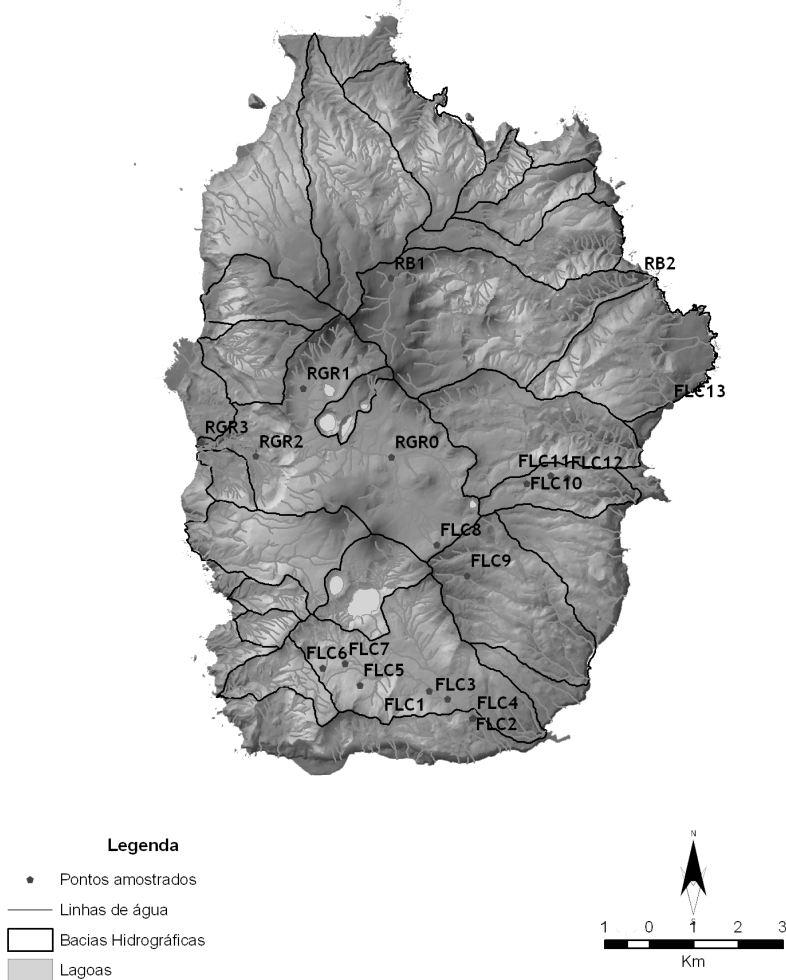 RB1
RB2
RGR1
FLC13
RGR3
RGR2
RGR0
FLC11
FLC12
FLC10
FLC8
FLC9
FLC6
FLC7
FLC5
FLC3
FLC1
FLC4
FLC2
Legenda
Pontos amostrados
Linhas de água
Bacias Hidrográficas
Lagoas
N
S
1 0 1 2 3
Km